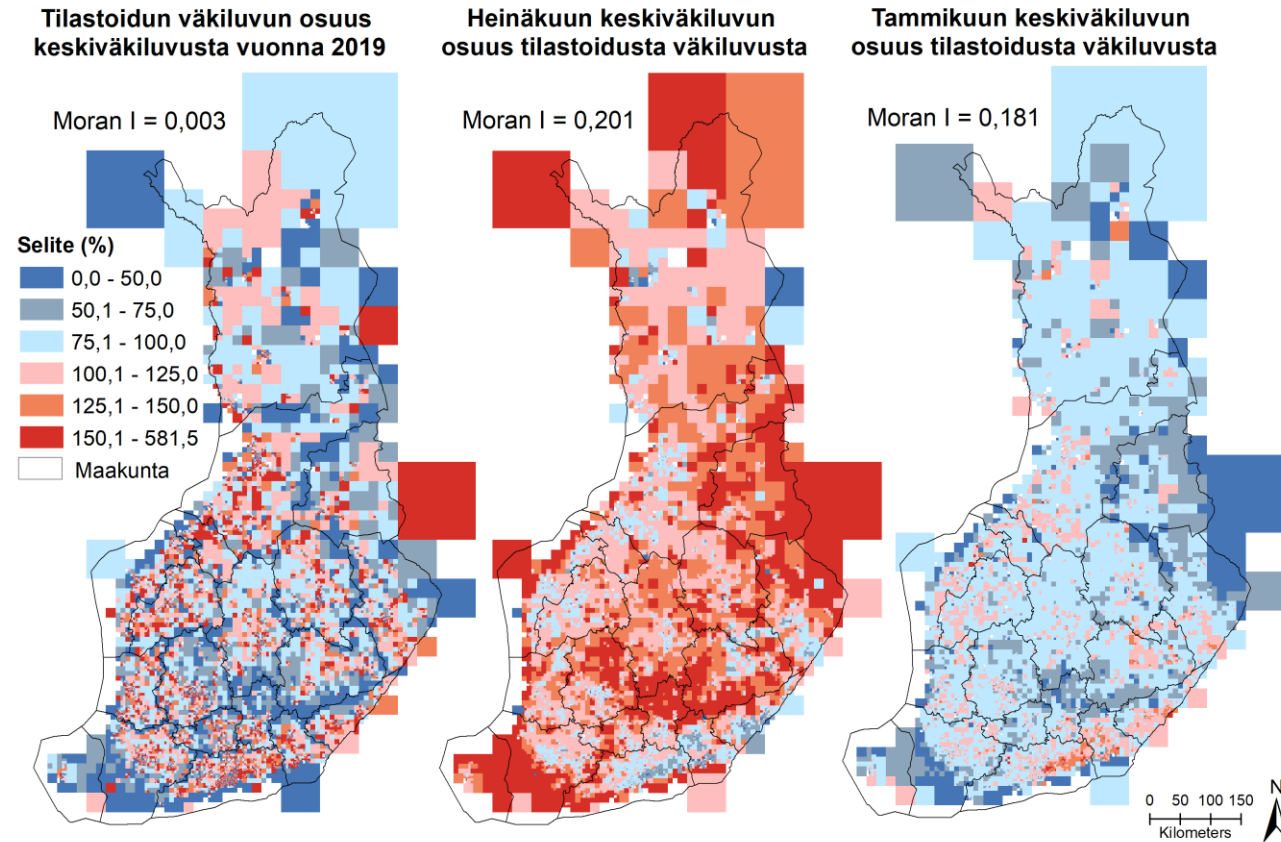 Tilastoidun väkiluvun osuus
keskiväkiluvusta vuonna 2019
Heinäkuun keskiväkiluvun
osuus tilastoidusta väkiluvusta
Tammikuun keskiväkiluvun
osuus tilastoidusta väkiluvusta
Moran I = 0,003
Moran I = 0,201
Moran I = 0,181
Selite (%)
0,0 - 50,0
50,1 - 75,0
75,1 - 100,0
100,1 - 125,0
125,1 - 150,0
150,1 - 581,5
Maakunta
N
0 50 100 150
Kilometers